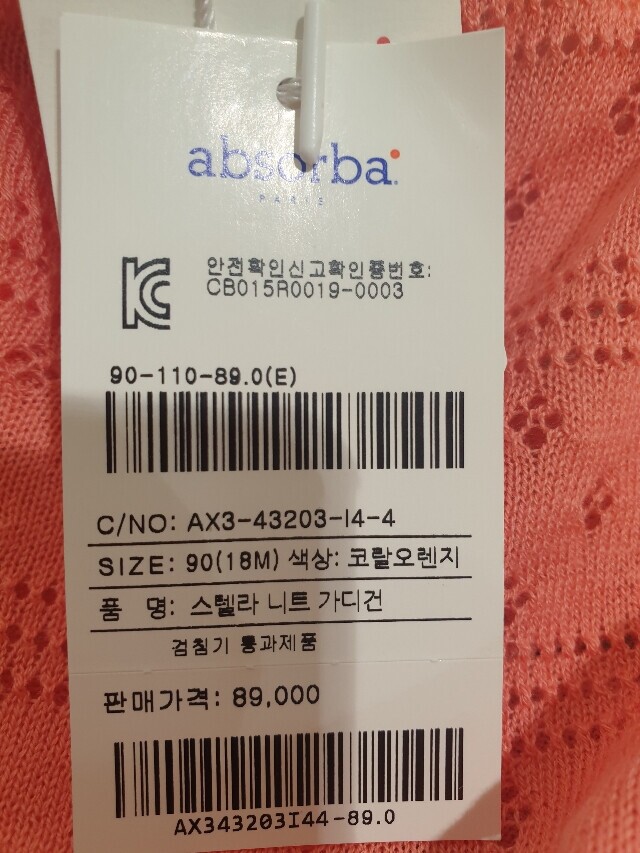 absorba
PARIS
안전확인신고확인증번호:
CB015R0019-0003
90-110-89.0(E)
C/NO: AX3-43203-I4-4
SIZE: 90(18M) 색상: 코랄오렌지
품 명: 스텔라 니트 가디건
검침기 통과제품
판매가격: 89,000
AX343203I44-89.0